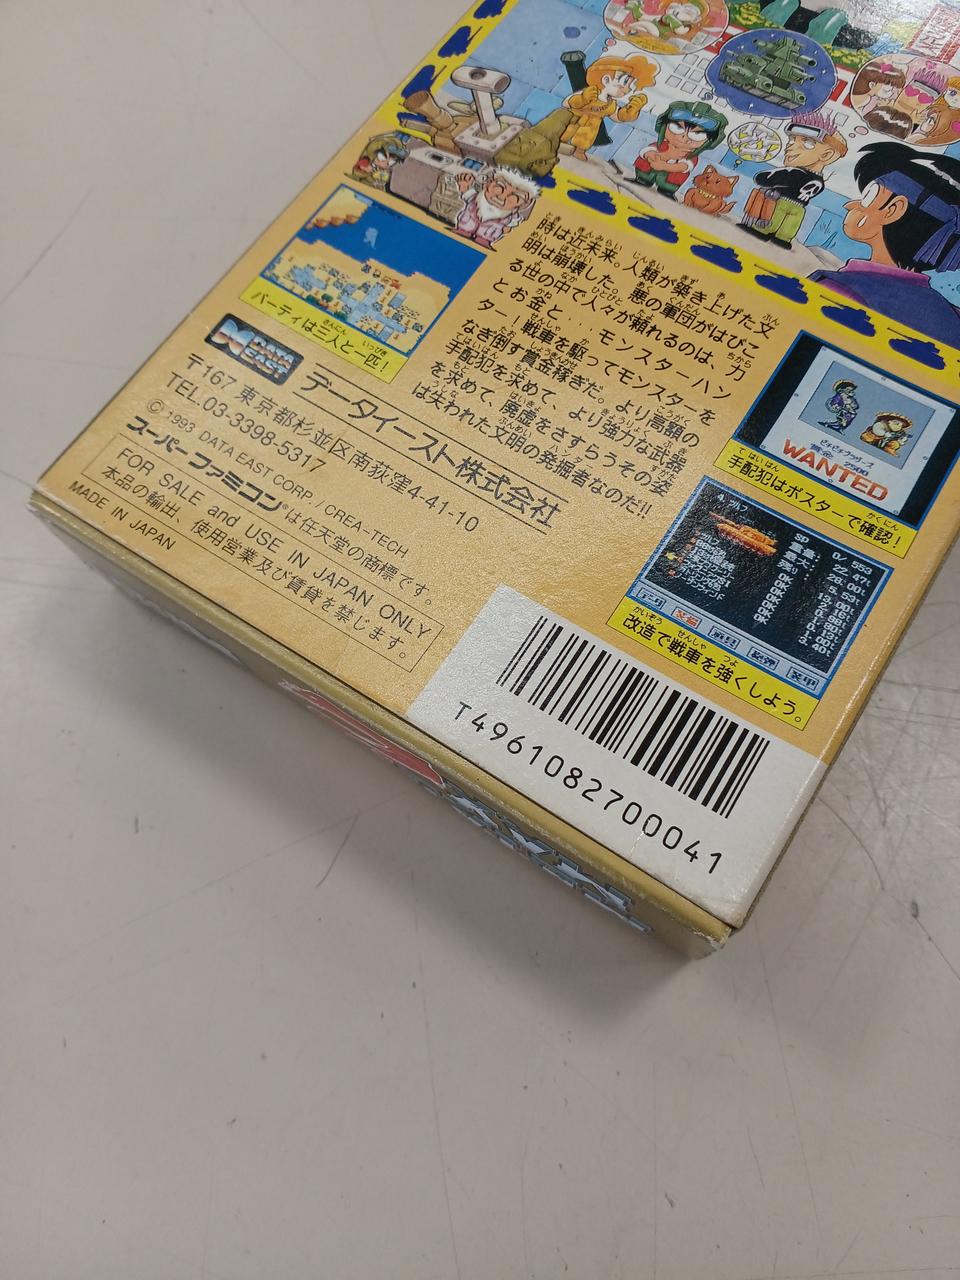 時は近未来。人類が築き上げた文
明は崩壊した。悪の軍団がはびこ
る世の中で人々が頼れるのは、力
とお金と...モンスターハン
ター!戦車を駆ってモンスターを
なぎ倒す賞金稼ぎだ。より高額の
手配犯を求めて、より強力な武器
を求めて、廃虚をさすらうその姿
は失われた文明の発掘者なのだ!!
パーティは三人と一匹!
DATA EAST
データイースト株式会社
〒167 東京都杉並区南荻窪4-41-10
TEL.03-3398-5317
© 1993 DATA EAST CORP. / CREA-TECH
スーパーファミコン®は任天堂の商標です。
FOR SALE and USE IN JAPAN ONLY
本品の輸出、使用営業及び賃貸を禁じます。
MADE IN JAPAN
WANTED
手配犯はポスターで確認!
改造で戦車を強くしよう。
T4961082700041